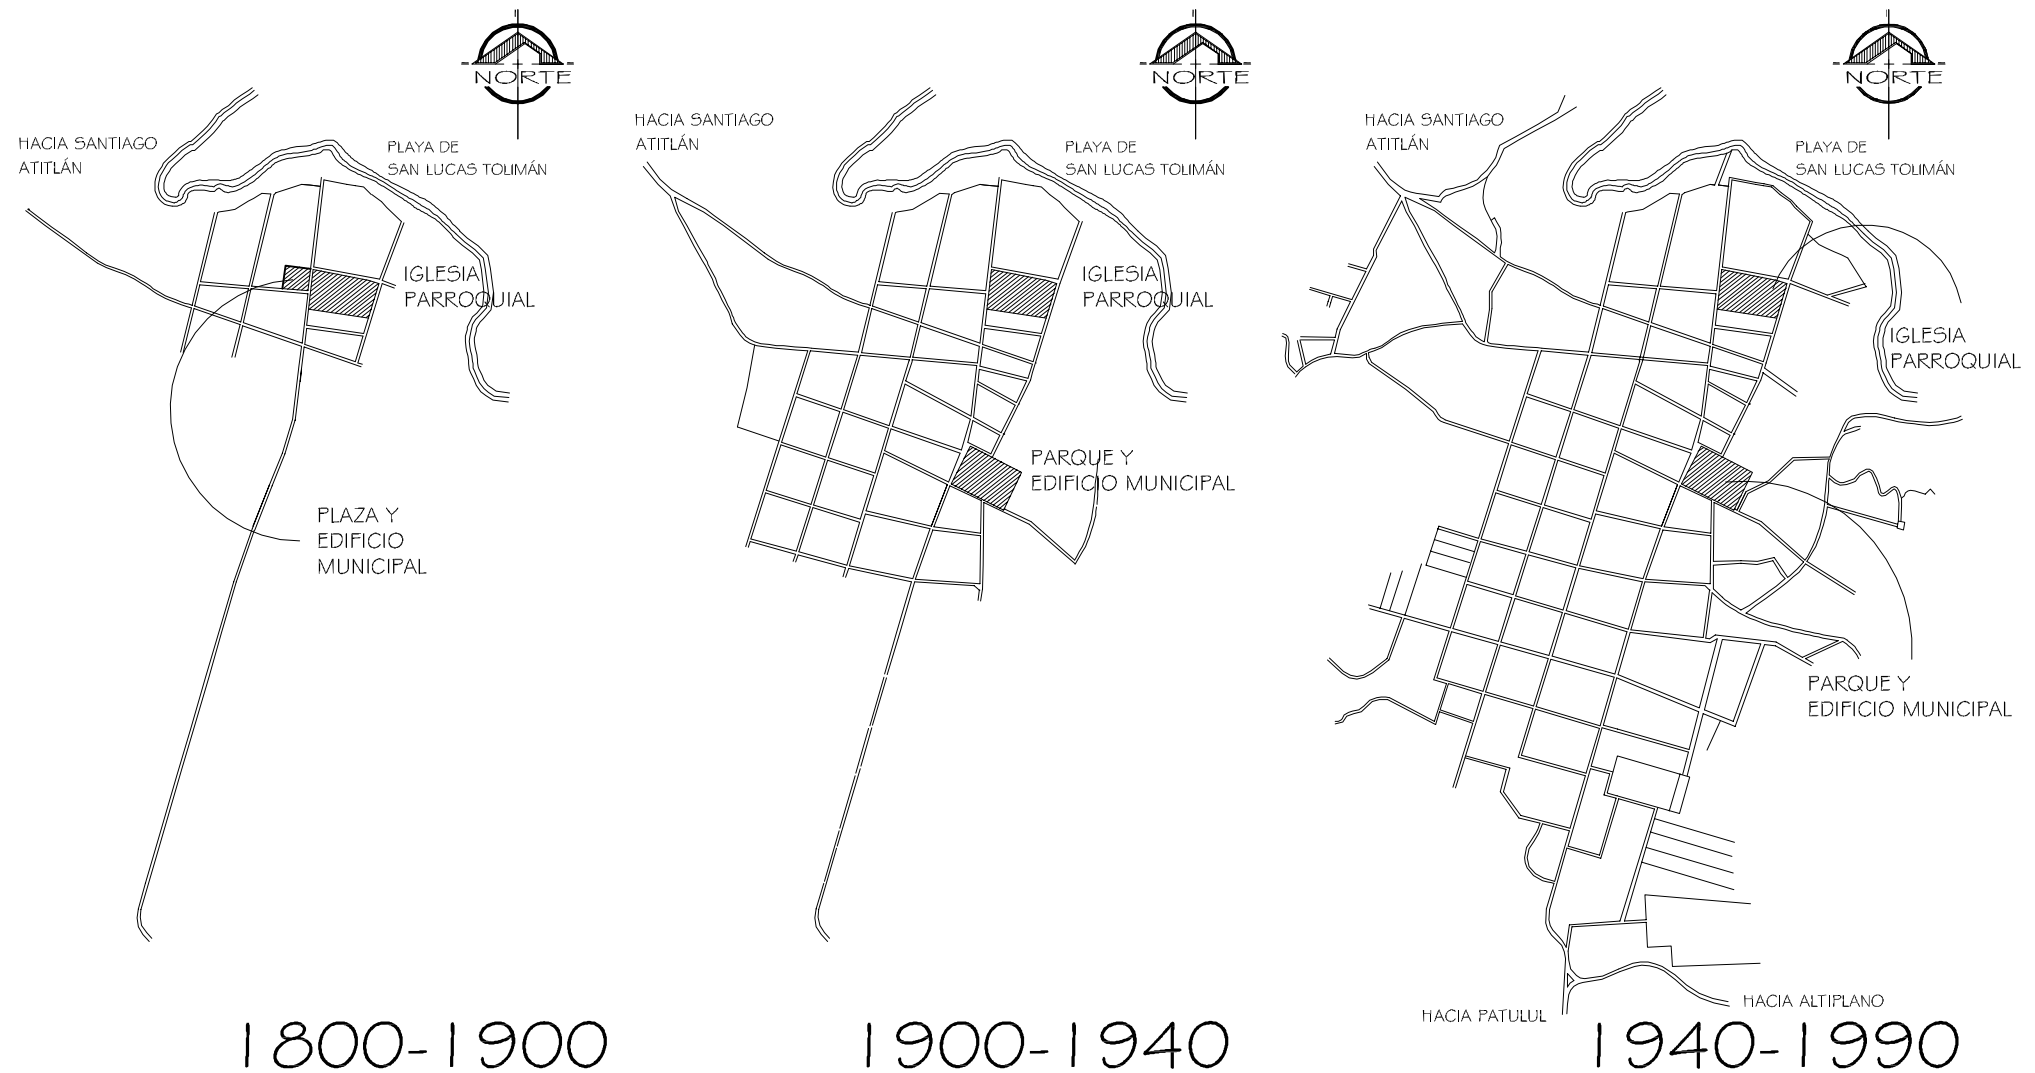 NORTE
HACIA SANTIAGO
ATITLÁN
PLAYA DE
SAN LUCAS TOLIMÁN
IGLESIA
PARROQUIAL
PLAZA Y
EDIFICIO
MUNICIPAL
1800-1900
NORTE
HACIA SANTIAGO
ATITLÁN
PLAYA DE
SAN LUCAS TOLIMÁN
IGLESIA
PARROQUIAL
PARQUE Y
EDIFICIO MUNICIPAL
1900-1940
NORTE
HACIA SANTIAGO
ATITLÁN
PLAYA DE
SAN LUCAS TOLIMÁN
IGLESIA
PARROQUIAL
PARQUE Y
EDIFICIO MUNICIPAL
HACIA ALTIPLANO
HACIA PATULUL
1940-1990